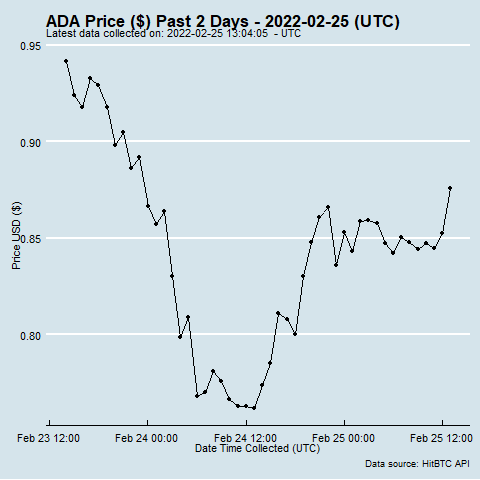 ADA Price ($) Past 2 Days - 2022-02-25 (UTC)
Latest data collected on: 2022-02-25 13:04:05  - UTC
0.95
0.90
0.85
0.80
Price USD ($)
Feb 23 12:00 Feb 24 00:00 Feb 24 12:00 Feb 25 00:00 Feb 25 12:00
Date Time Collected (UTC)
Data source: HitBTC API